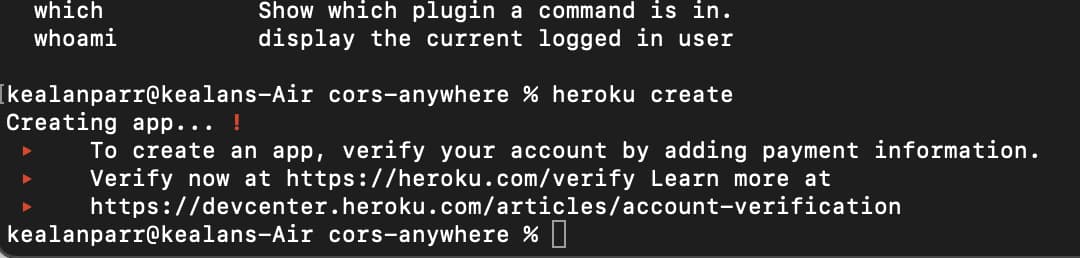 which Show which plugin a command is in.
whoami display the current logged in user
[kealanparr@kealans-Air cors-anywhere % heroku create
Creating app... !
▸ To create an app, verify your account by adding payment information.
▸ Verify now at https://heroku.com/verify Learn more at
▸ https://devcenter.heroku.com/articles/account-verification
kealanparr@kealans-Air cors-anywhere %